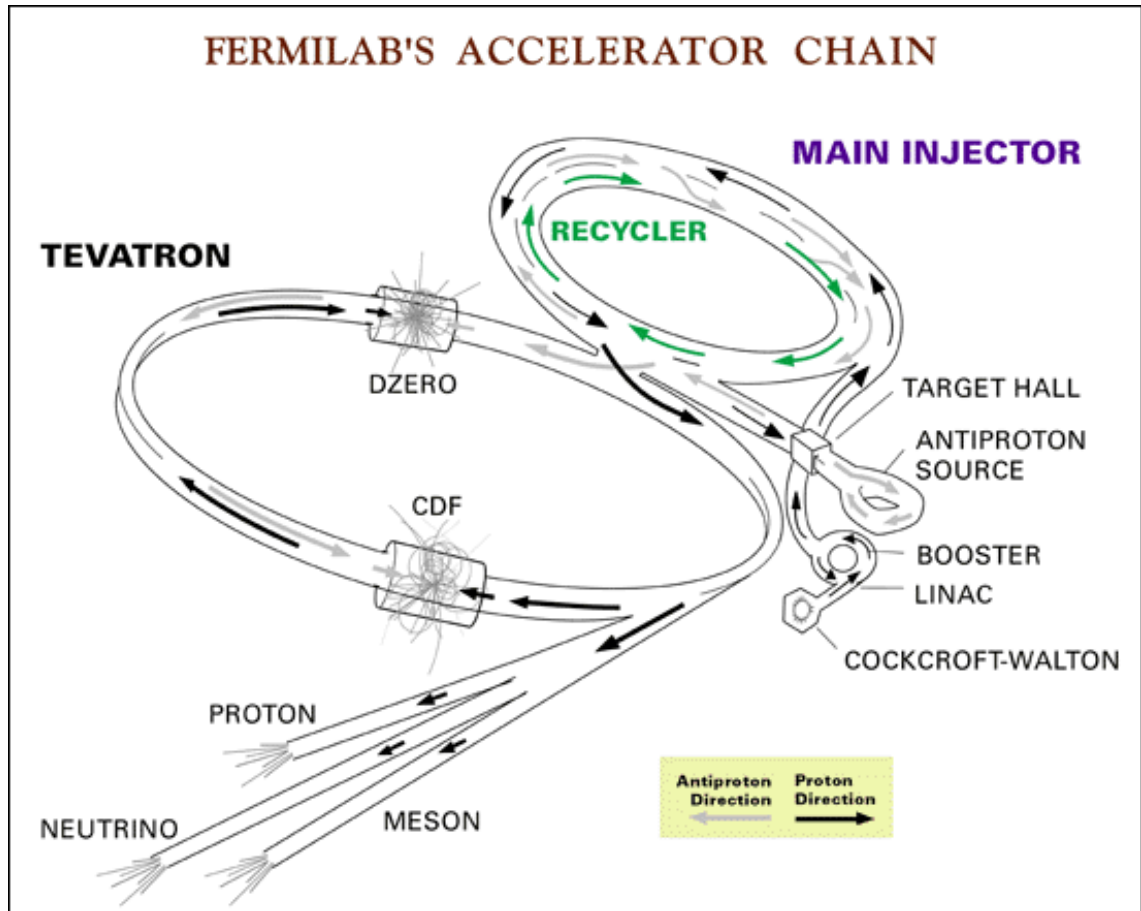 FERMILAB'S ACCELERATOR CHAIN
MAIN INJECTOR
RECYCLER
TEVATRON
DZERO
TARGET HALL
ANTIPROTON
SOURCE
CDF
BOOSTER
LINAC
COCKCROFT-WALTON
PROTON
NEUTRINO
MESON
Antiproton Proton
Direction Direction